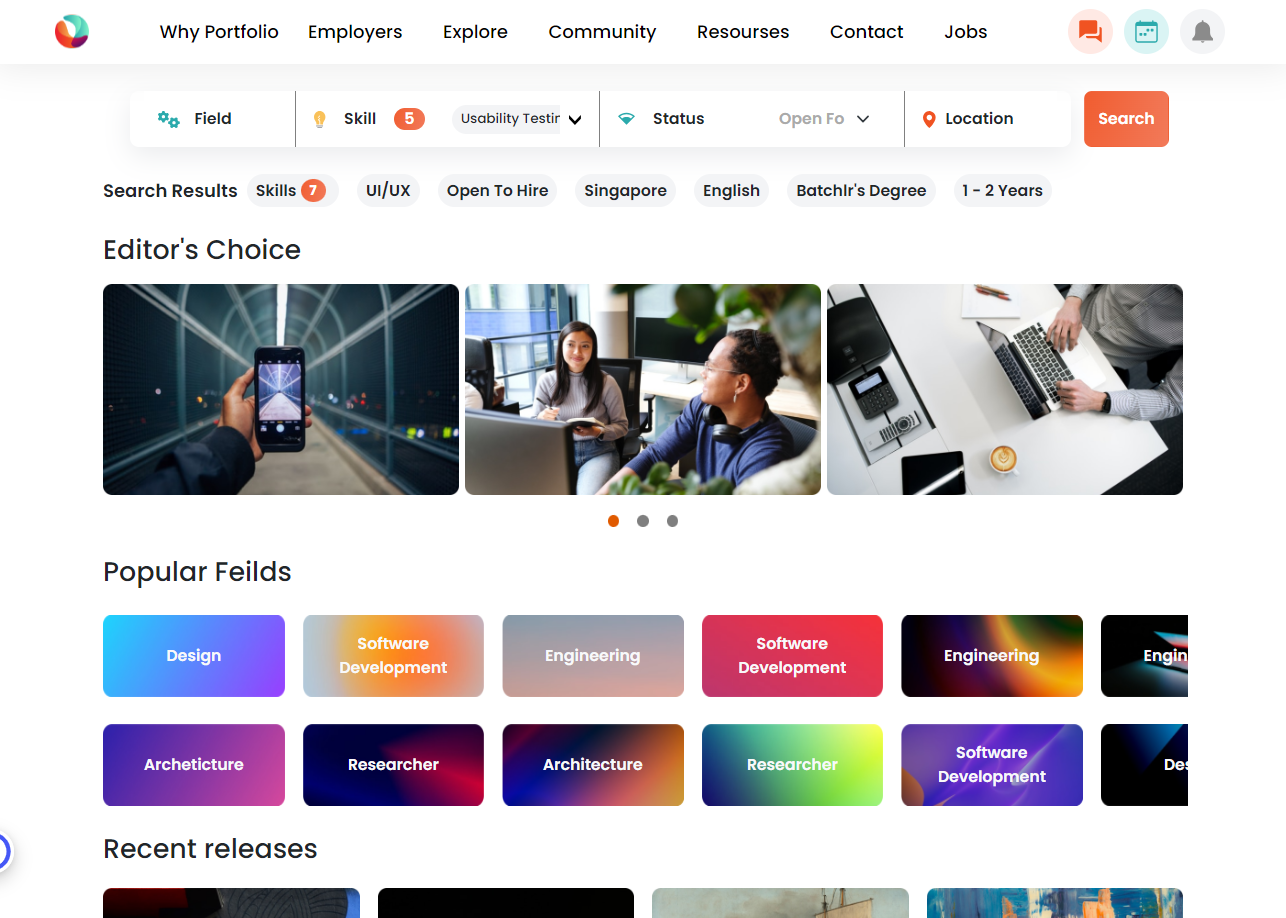 Why Portfolio Employers Explore Community Resourses Contact Jobs
Field Skill 5 Usability Testin Status Open Fo Location Search
Search Results Skills 7 UI/UX Open To Hire Singapore English Batchlr's Degree 1 - 2 Years
Editor's Choice
Popular Feilds
Design
Software
Development
Engineering
Software
Development
Engineering
Engin
Archeticture
Researcher
Architecture
Researcher
Software
Development
Des
Recent releases